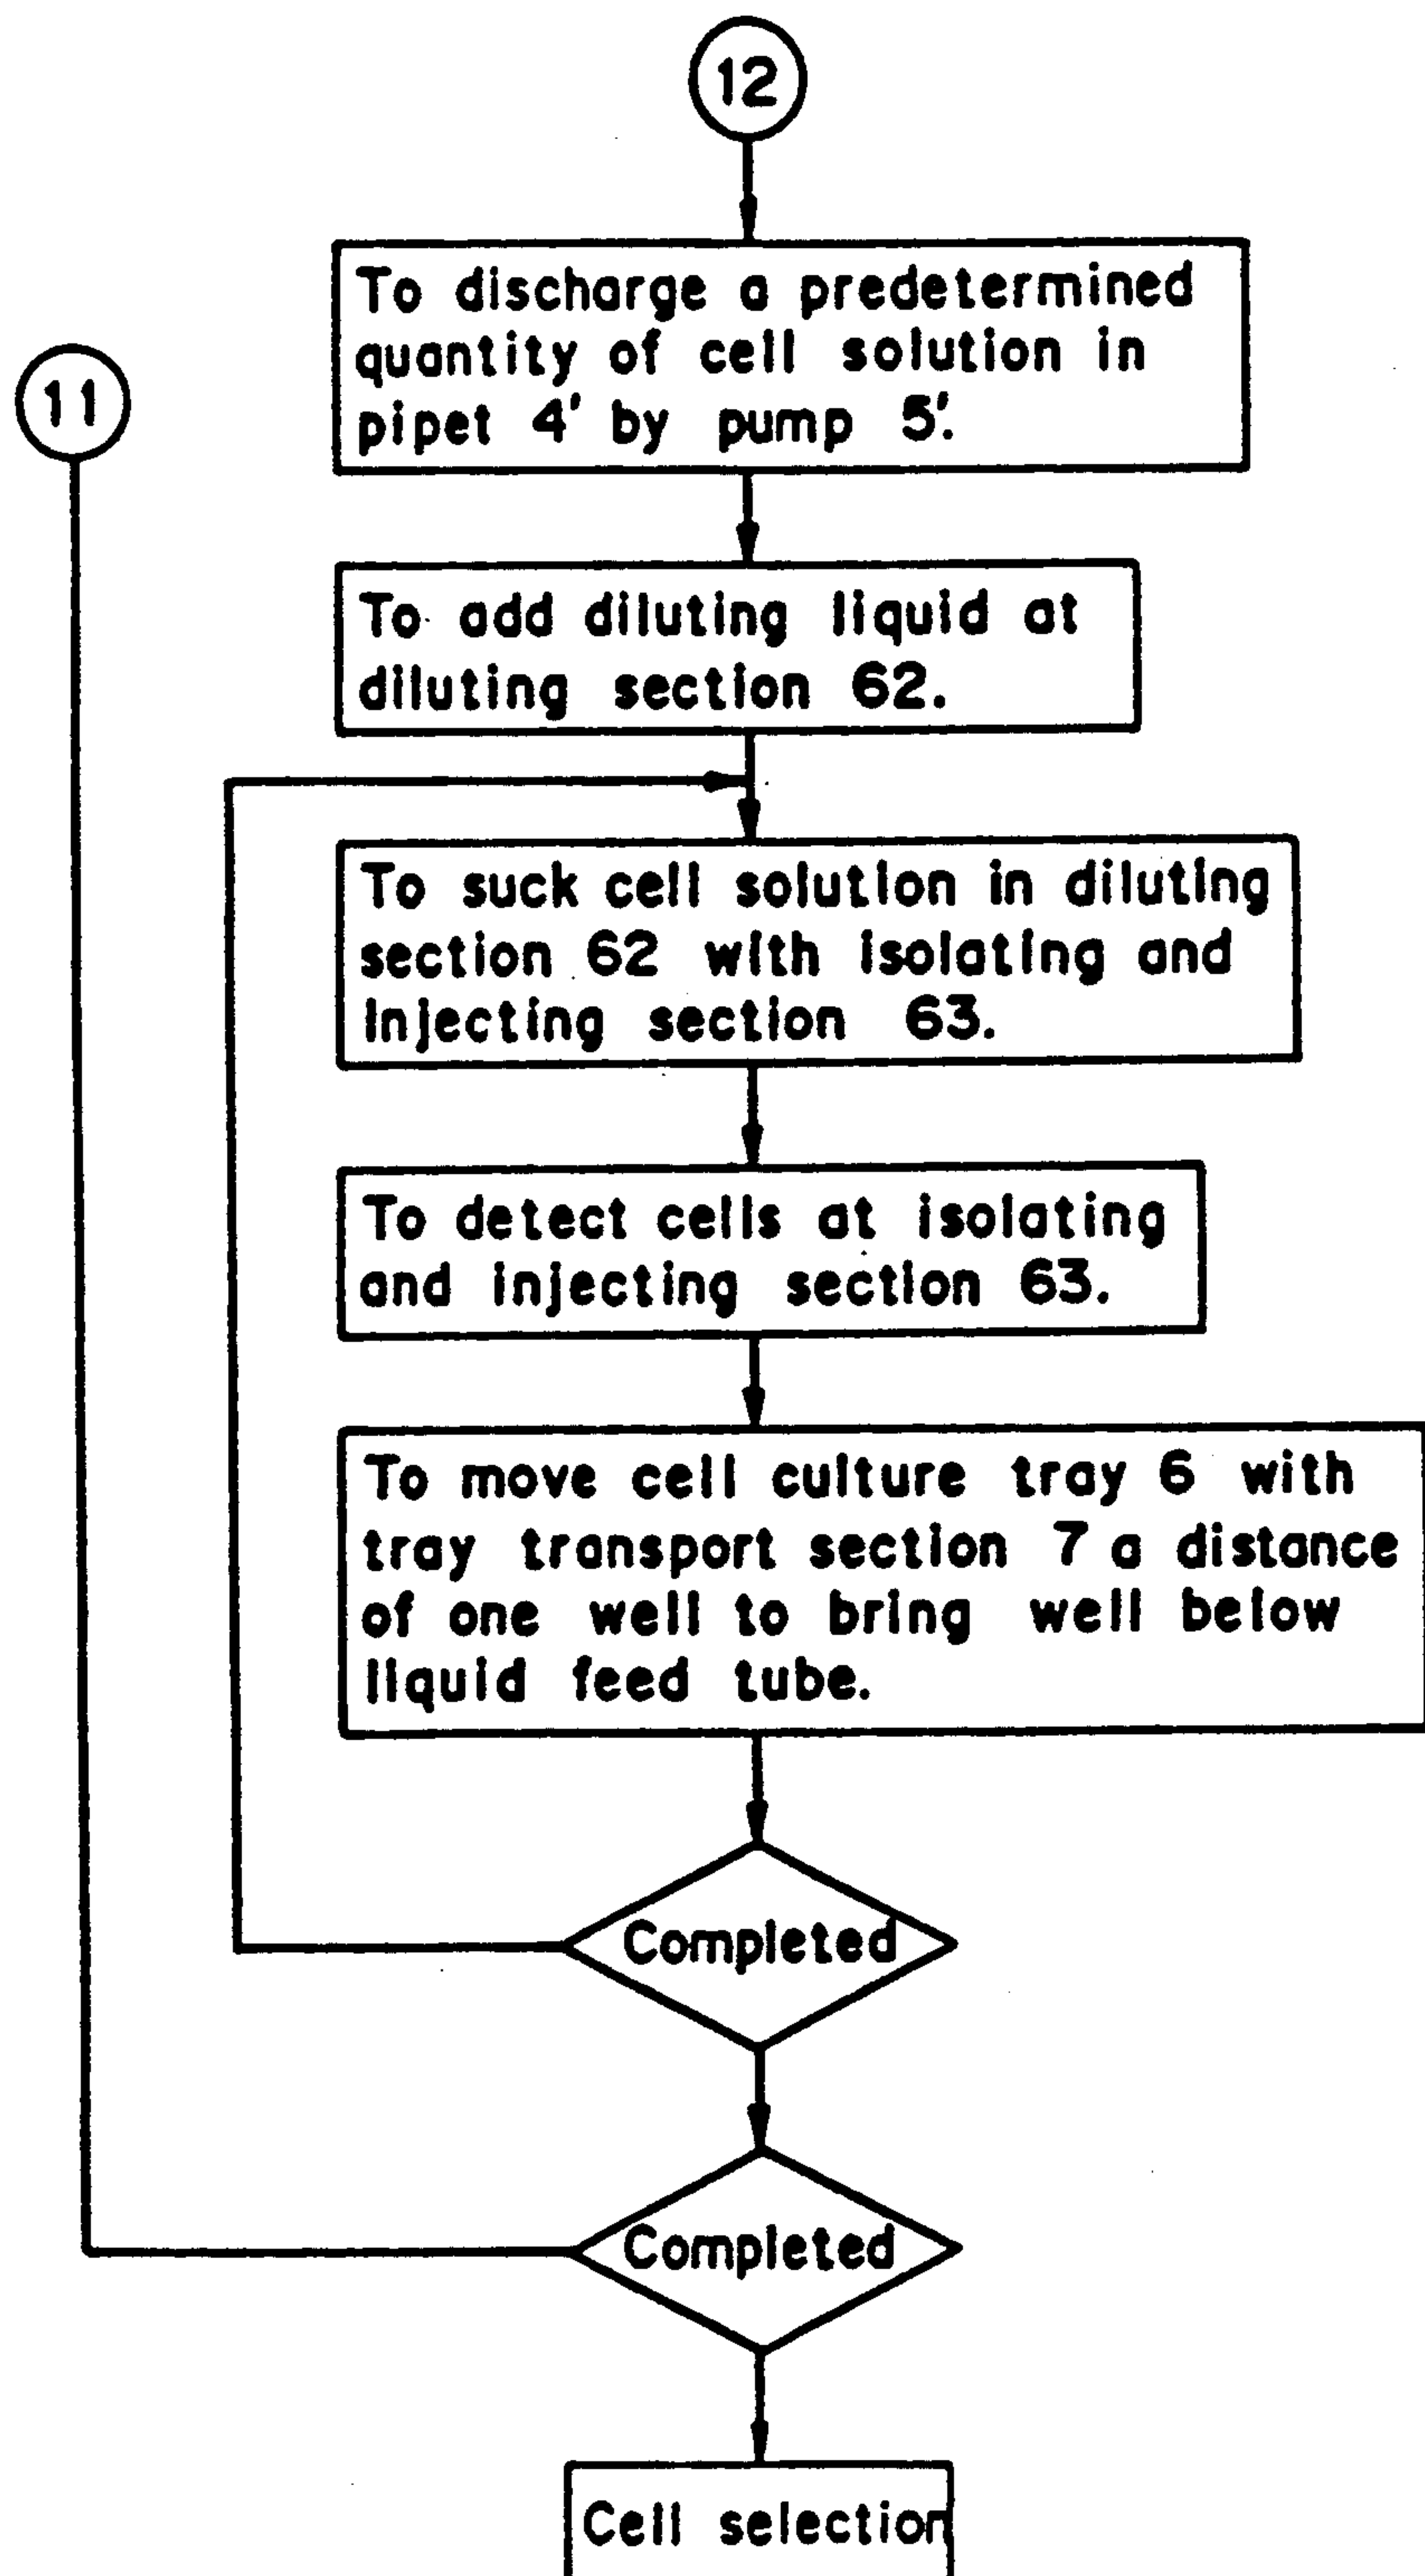 12
To discharge a predetermined
quantity of cell solution in
pipet 4' by pump 5'.
11
To add diluting liquid at
diluting section 62.
To suck cell solution in diluting
section 62 with isolating and
injecting section 63.
To detect cells at isolating
and injecting section 63.
To move cell culture tray 6 with
tray transport section 7 a distance
of one well to bring well below
liquid feed tube.
Completed
Completed
Cell selection